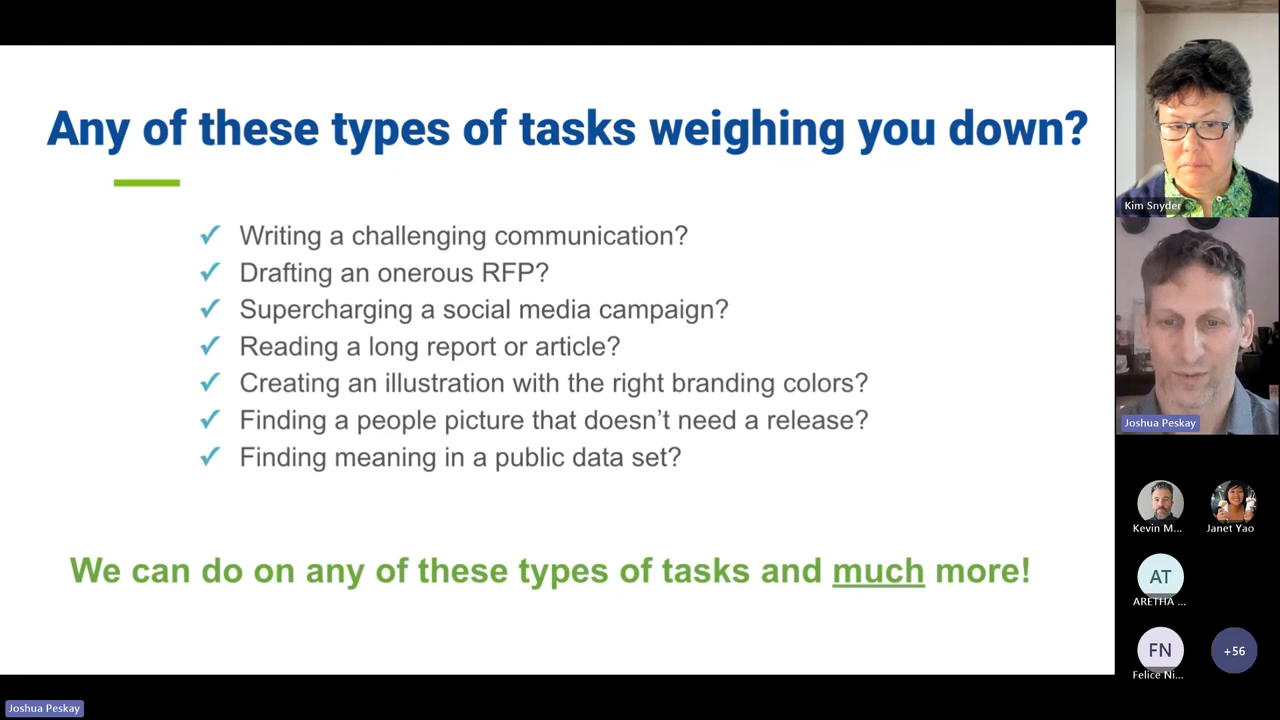 Any of these types of tasks weighing you down?
✓ Writing a challenging communication?
✓ Drafting an onerous RFP?
✓ Supercharging a social media campaign?
✓ Reading a long report or article?
✓ Creating an illustration with the right branding colors?
✓ Finding a people picture that doesn’t need a release?
✓ Finding meaning in a public data set?
We can do on any of these types of tasks and much more!
Kim Snyder
Joshua Peskay
Kevin M...
Janet Yao
AT
ARETHA ...
FN
Felice Ni...
+56
Joshua Peskay